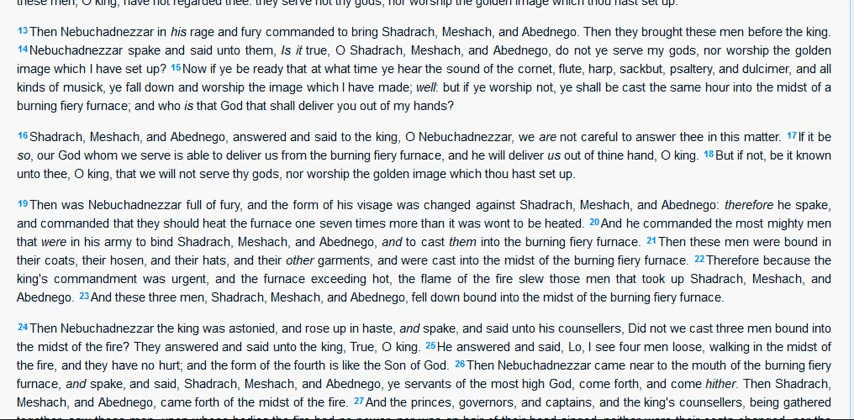 these men, O king, have not regarded thee: they serve not thy gods, nor worship the golden image which thou hast set up.
13 Then Nebuchadnezzar in his rage and fury commanded to bring Shadrach, Meshach, and Abednego. Then they brought these men before the king.
14 Nebuchadnezzar spake and said unto them, Is it true, O Shadrach, Meshach, and Abednego, do not ye serve my gods, nor worship the golden
image which I have set up? 15 Now if ye be ready that at what time ye hear the sound of the cornet, flute, harp, sackbut, psaltery, and dulcimer, and all
kinds of musick, ye fall down and worship the image which I have made; well: but if ye worship not, ye shall be cast the same hour into the midst of a
burning fiery furnace; and who is that God that shall deliver you out of my hands?
16 Shadrach, Meshach, and Abednego, answered and said to the king, O Nebuchadnezzar, we are not careful to answer thee in this matter. 17 If it be
so, our God whom we serve is able to deliver us from the burning fiery furnace, and he will deliver us out of thine hand, O king. 18 But if not, be it known
unto thee, O king, that we will not serve thy gods, nor worship the golden image which thou hast set up.
19 Then was Nebuchadnezzar full of fury, and the form of his visage was changed against Shadrach, Meshach, and Abednego: therefore he spake,
and commanded that they should heat the furnace one seven times more than it was wont to be heated. 20 And he commanded the most mighty men
that were in his army to bind Shadrach, Meshach, and Abednego, and to cast them into the burning fiery furnace. 21 Then these men were bound in
their coats, their hosen, and their hats, and their other garments, and were cast into the midst of the burning fiery furnace. 22 Therefore because the
king's commandment was urgent, and the furnace exceeding hot, the flame of the fire slew those men that took up Shadrach, Meshach, and
Abednego. 23 And these three men, Shadrach, Meshach, and Abednego, fell down bound into the midst of the burning fiery furnace.
24 Then Nebuchadnezzar the king was astonied, and rose up in haste, and spake, and said unto his counsellers, Did not we cast three men bound into
the midst of the fire? They answered and said unto the king, True, O king. 25 He answered and said, Lo, I see four men loose, walking in the midst of
the fire, and they have no hurt; and the form of the fourth is like the Son of God. 26 Then Nebuchadnezzar came near to the mouth of the burning fiery
furnace, and spake, and said, Shadrach, Meshach, and Abednego, ye servants of the most high God, come forth, and come hither. Then Shadrach,
Meshach, and Abednego, came forth of the midst of the fire. 27 And the princes, governors, and captains, and the king's counsellers, being gathered